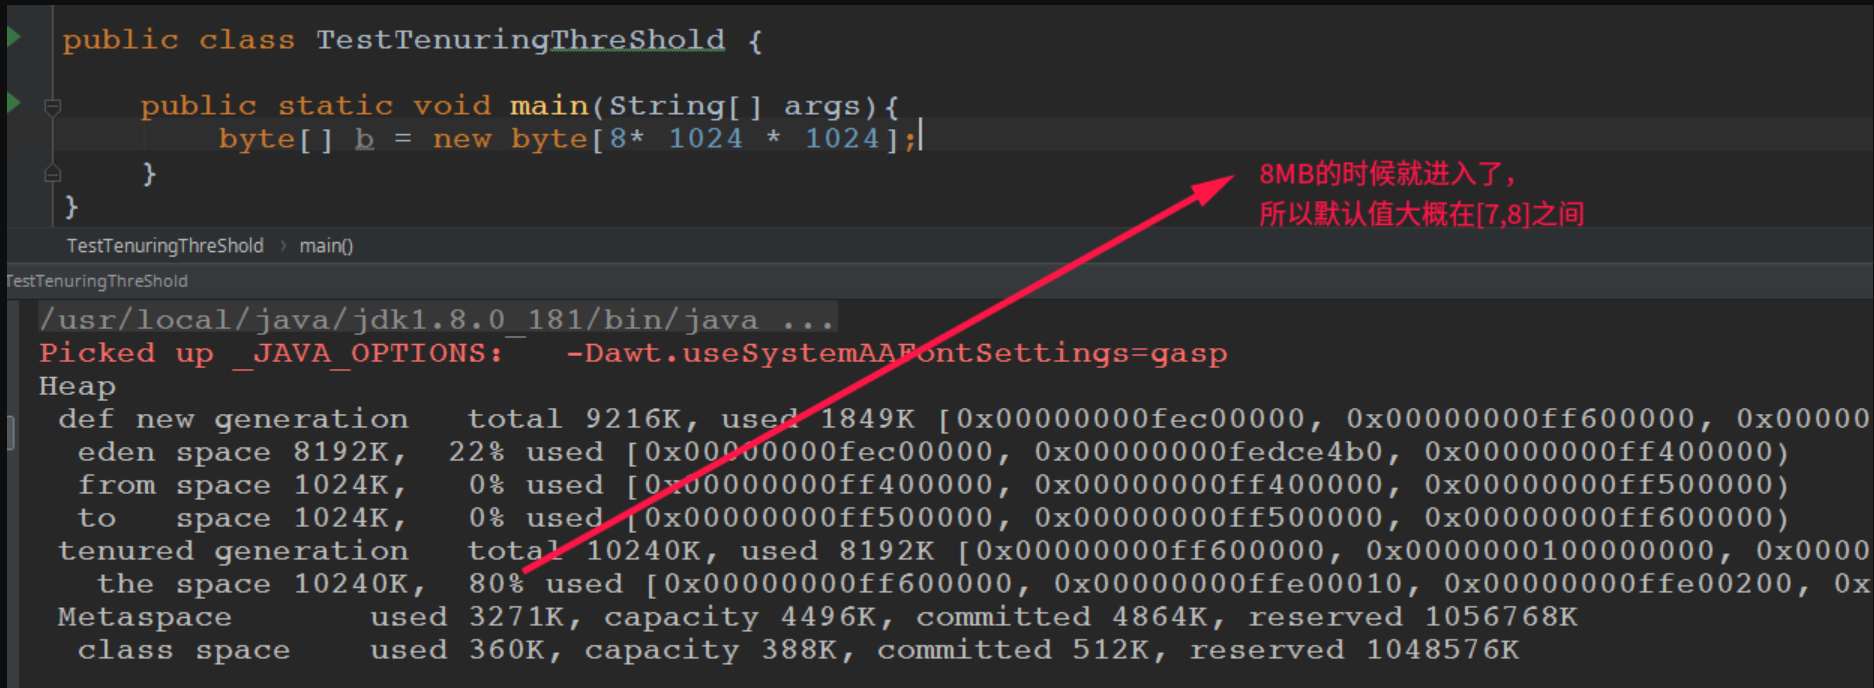 public class TestTenuringThreShold {
public static void main(String[] args){
byte[] b = new byte[8* 1024 * 1024];
}
}
8MB的时候就进入了，
所以默认值大概在[7,8]之间
TestTenuringThreShold › main()
TestTenuringThreShold
/usr/local/java/jdk1.8.0_181/bin/java ...
Picked up _JAVA_OPTIONS:   -Dawt.useSystemAAFontSettings=gasp
Heap
def new generation   total 9216K, used 1849K [0x00000000fec00000, 0x00000000ff600000, 0x00000
eden space 8192K,  22% used [0x00000000fec00000, 0x00000000fedce4b0, 0x00000000ff400000)
from space 1024K,   0% used [0x00000000ff400000, 0x00000000ff400000, 0x00000000ff500000)
to   space 1024K,   0% used [0x00000000ff500000, 0x00000000ff500000, 0x00000000ff600000)
tenured generation   total 10240K, used 8192K [0x00000000ff600000, 0x0000000100000000, 0x0000
the space 10240K,  80% used [0x00000000ff600000, 0x00000000ffe00010, 0x00000000ffe00200, 0x
Metaspace       used 3271K, capacity 4496K, committed 4864K, reserved 1056768K
class space    used 360K, capacity 388K, committed 512K, reserved 1048576K